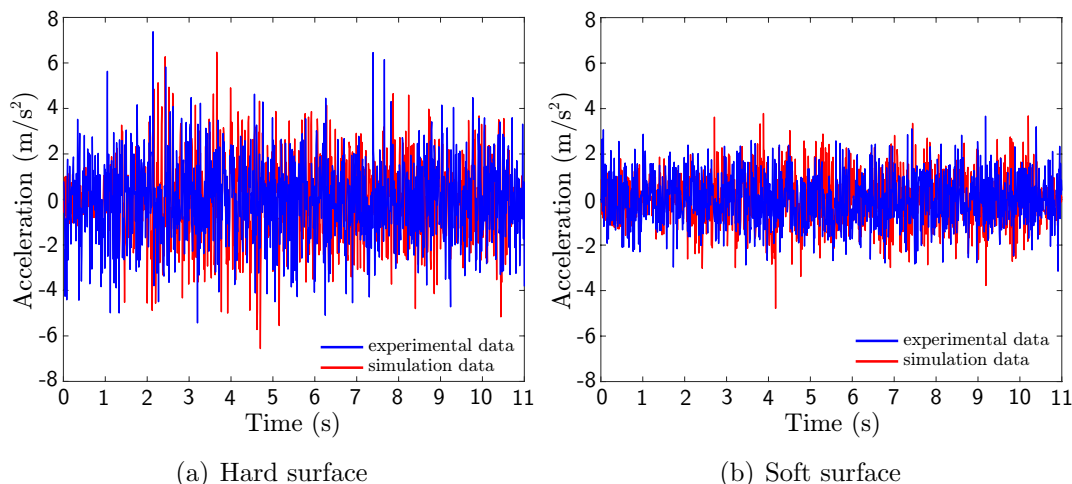 8
6
4
2
0
-2
-4
-6
-8
Acceleration (m/s²)
0 1 2 3 4 5 6 7 8 9 10 11
Time (s)
experimental data
simulation data
(a) Hard surface
8
6
4
2
0
-2
-4
-6
-8
Acceleration (m/s²)
0 1 2 3 4 5 6 7 8 9 10 11
Time (s)
experimental data
simulation data
(b) Soft surface